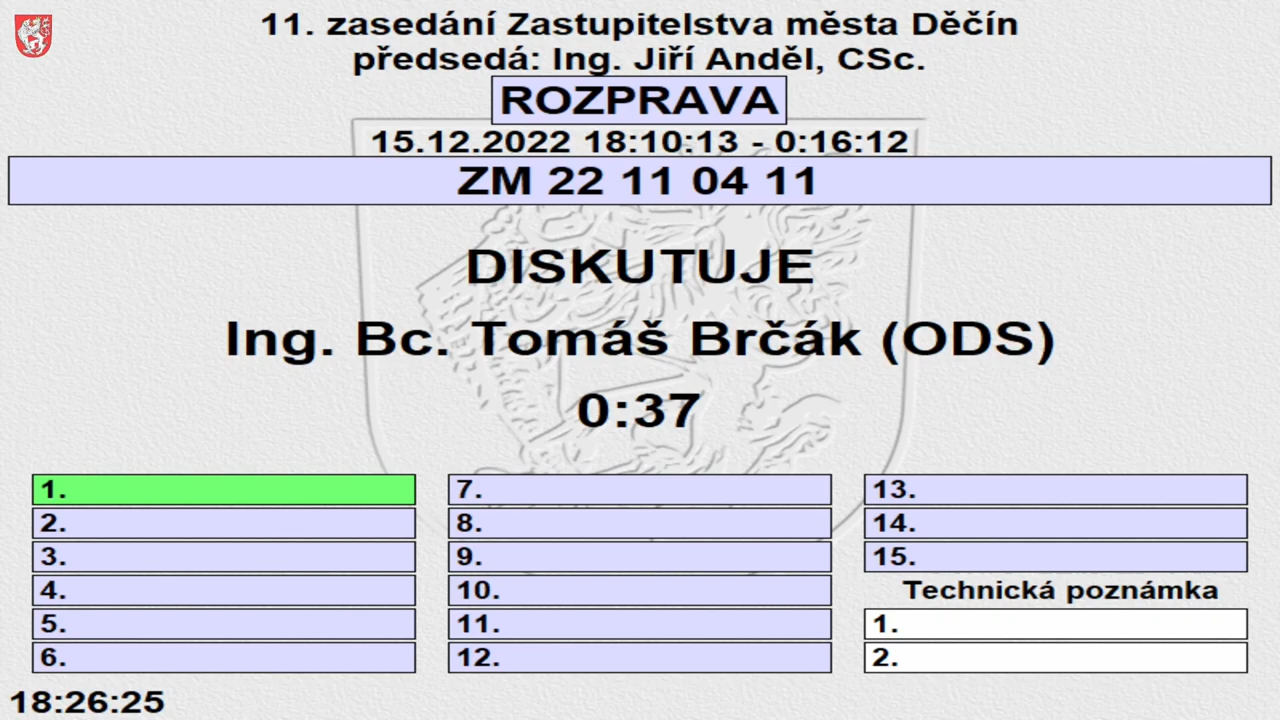 11. zasedání Zastupitelstva města Děčín
předsedá: Ing. Jiří Anděl, CSc.
ROZPRAVA
15.12.2022 18:10:13 - 0:16:12
ZM 22 11 04 11
DISKUTUJE
Ing. Bc. Tomáš Brčák (ODS)
0:37
1.
2.
3.
4.
5.
6.
7.
8.
9.
10.
11.
12.
13.
14.
15.
Technická poznámka
1.
2.
18:26:25